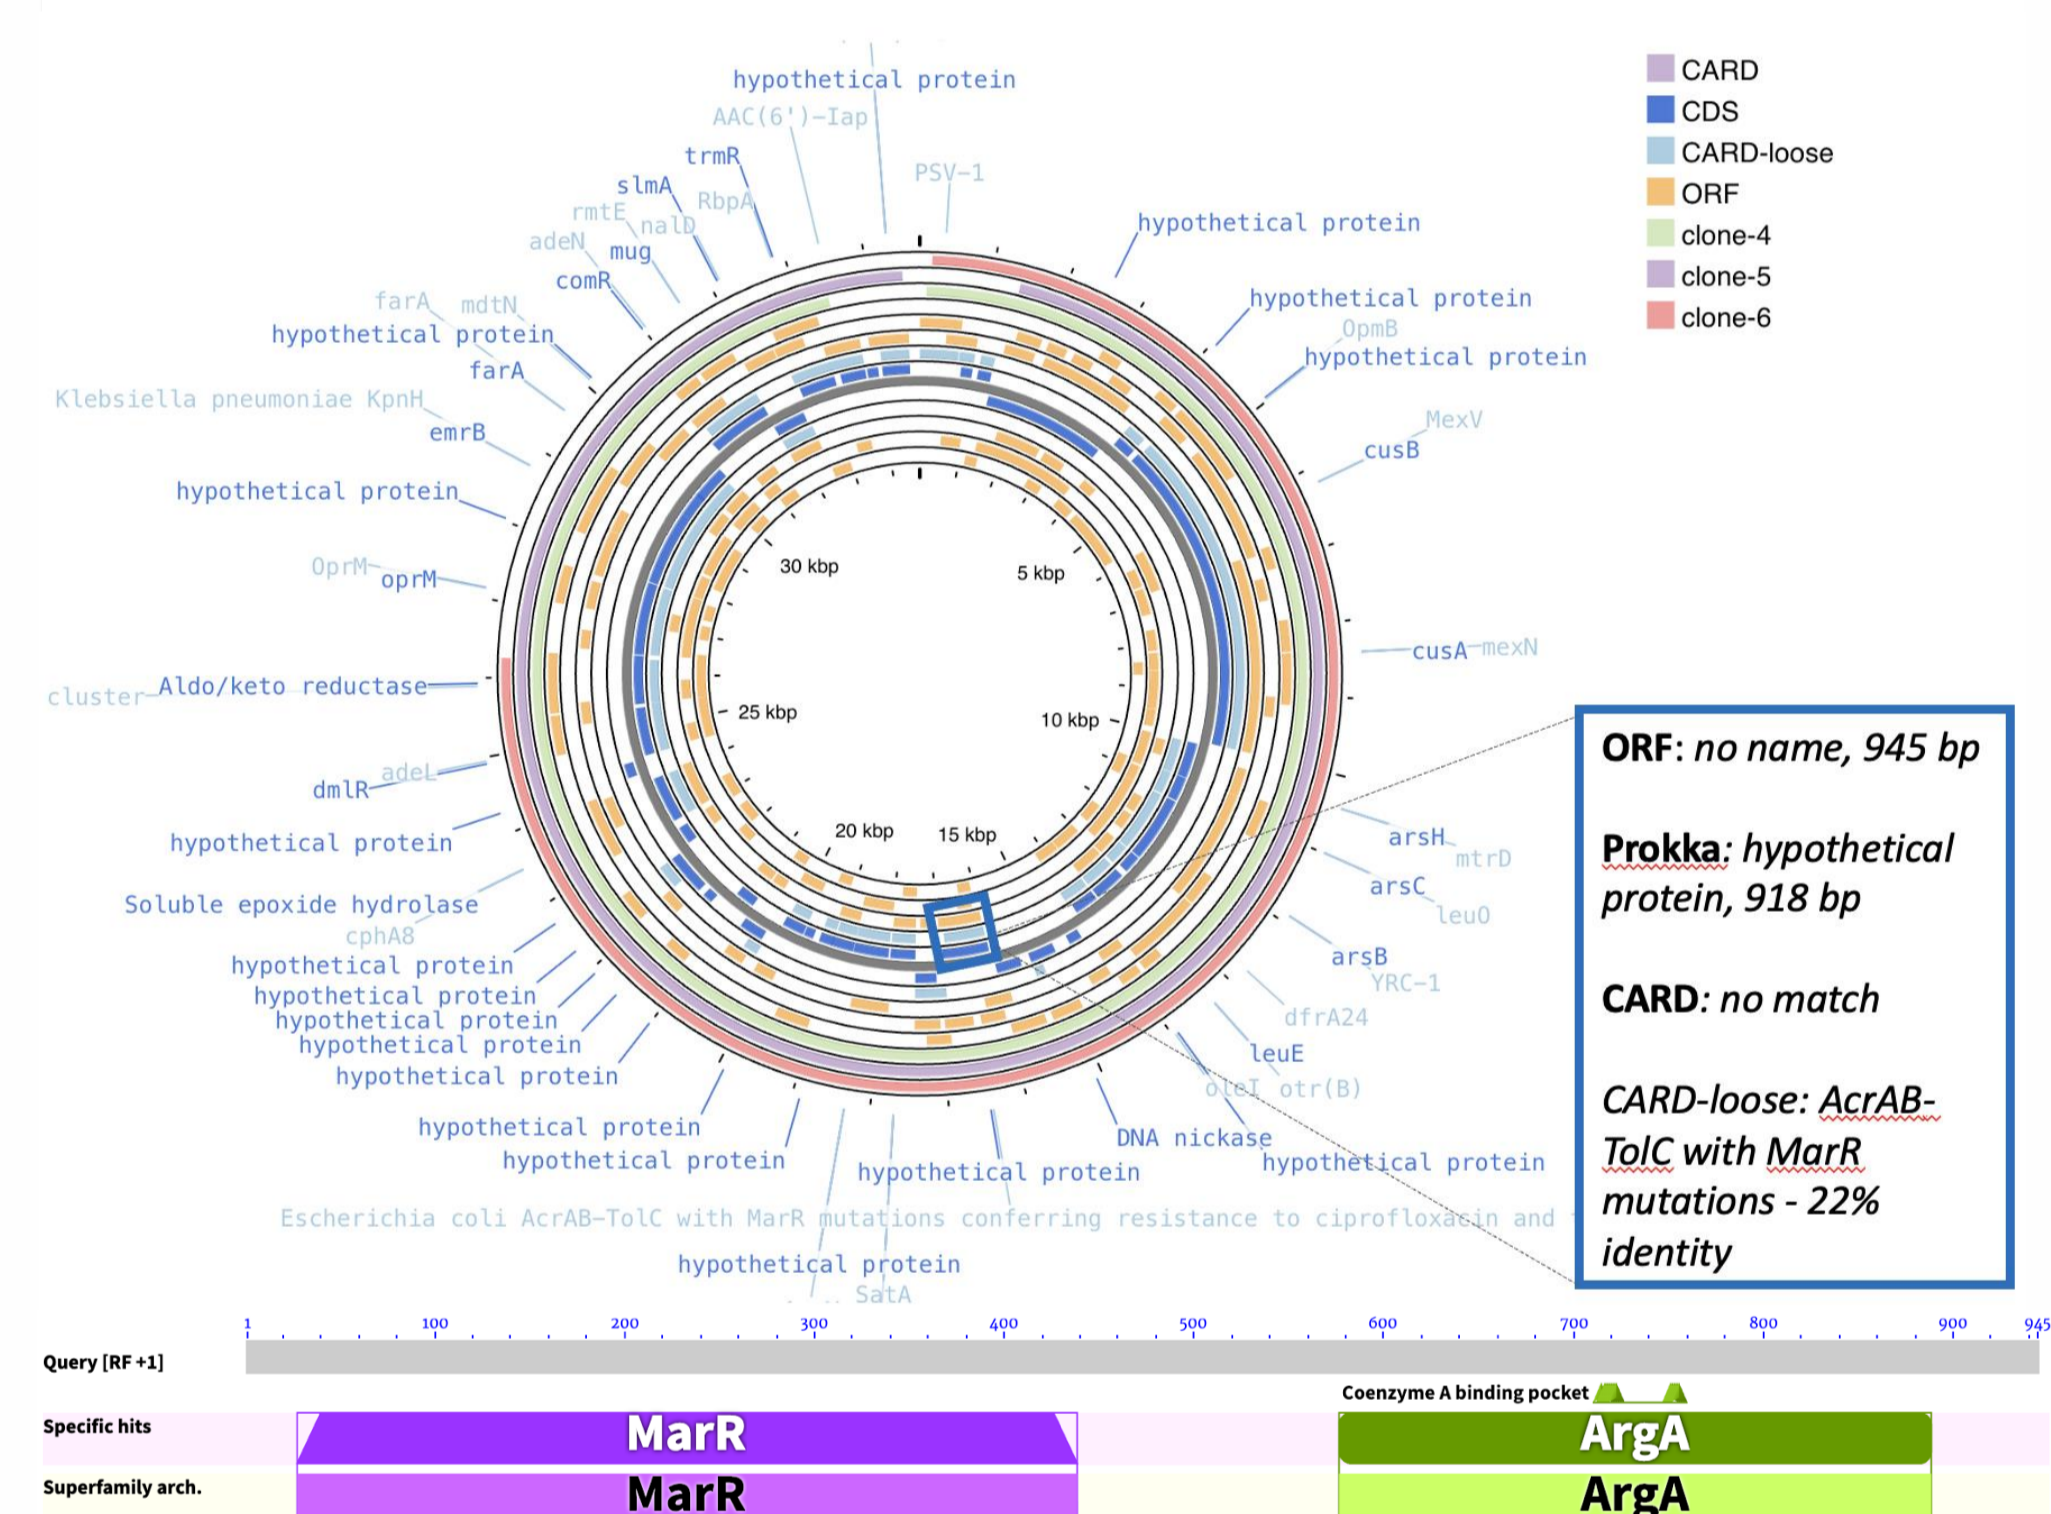 hypothetical protein
AAC(6')-Iap
trmR
PSV-1
slmA
RbpA
rmtE
nalD
adeN
mug
comR
farA
mdtN
hypothetical protein
farA
Klebsiella pneumoniae KpnH
emrB
hypothetical protein
OprM
oprM
cluster
Aldo/keto reductase
adeL
dmlR
hypothetical protein
Soluble epoxide hydrolase
cphA8
hypothetical protein
hypothetical protein
hypothetical protein
hypothetical protein
hypothetical protein
hypothetical protein
hypothetical protein
hypothetical protein
Escherichia coli AcrAB-TolC with MarR mutations conferring resistance to ciprofloxacin and
hypothetical protein
SatA
hypothetical protein
hypothetical protein
OpmB
hypothetical protein
MexV
cusB
cusA
mexN
arsH
mtrD
arsC
leuO
arsB
YRC-1
dfrA24
leuE
oleI
otr(B)
DNA nickase
hypothetical protein
30 kbp
5 kbp
25 kbp
10 kbp
20 kbp
15 kbp
CARD
CDS
CARD-loose
ORF
clone-4
clone-5
clone-6
ORF: no name, 945 bp
Prokka: hypothetical
protein, 918 bp
CARD: no match
CARD-loose: AcrAB-
TolC with MarR
mutations - 22%
identity
1 100 200 300 400 500 600 700 800 900 945
Query [RF +1]
Coenzyme A binding pocket
Specific hits
MarR
ArgA
Superfamily arch.
MarR
ArgA